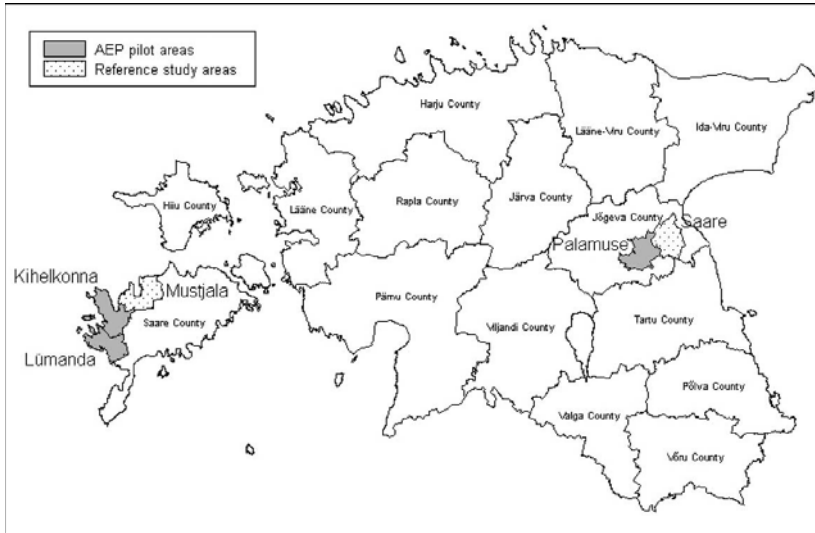 AEP pilot areas
Reference study areas
Harju County
Lääne-Viru County
Ida-Viru County
Hiiu County
Lääne County
Rapla County
Järva County
Jõgeva County
Saare
Palamuse
Kihelkonna
Mustjala
Saare County
Pärnu County
Viljandi County
Tartu County
Lümanda
Põlva County
Valga County
Võru County